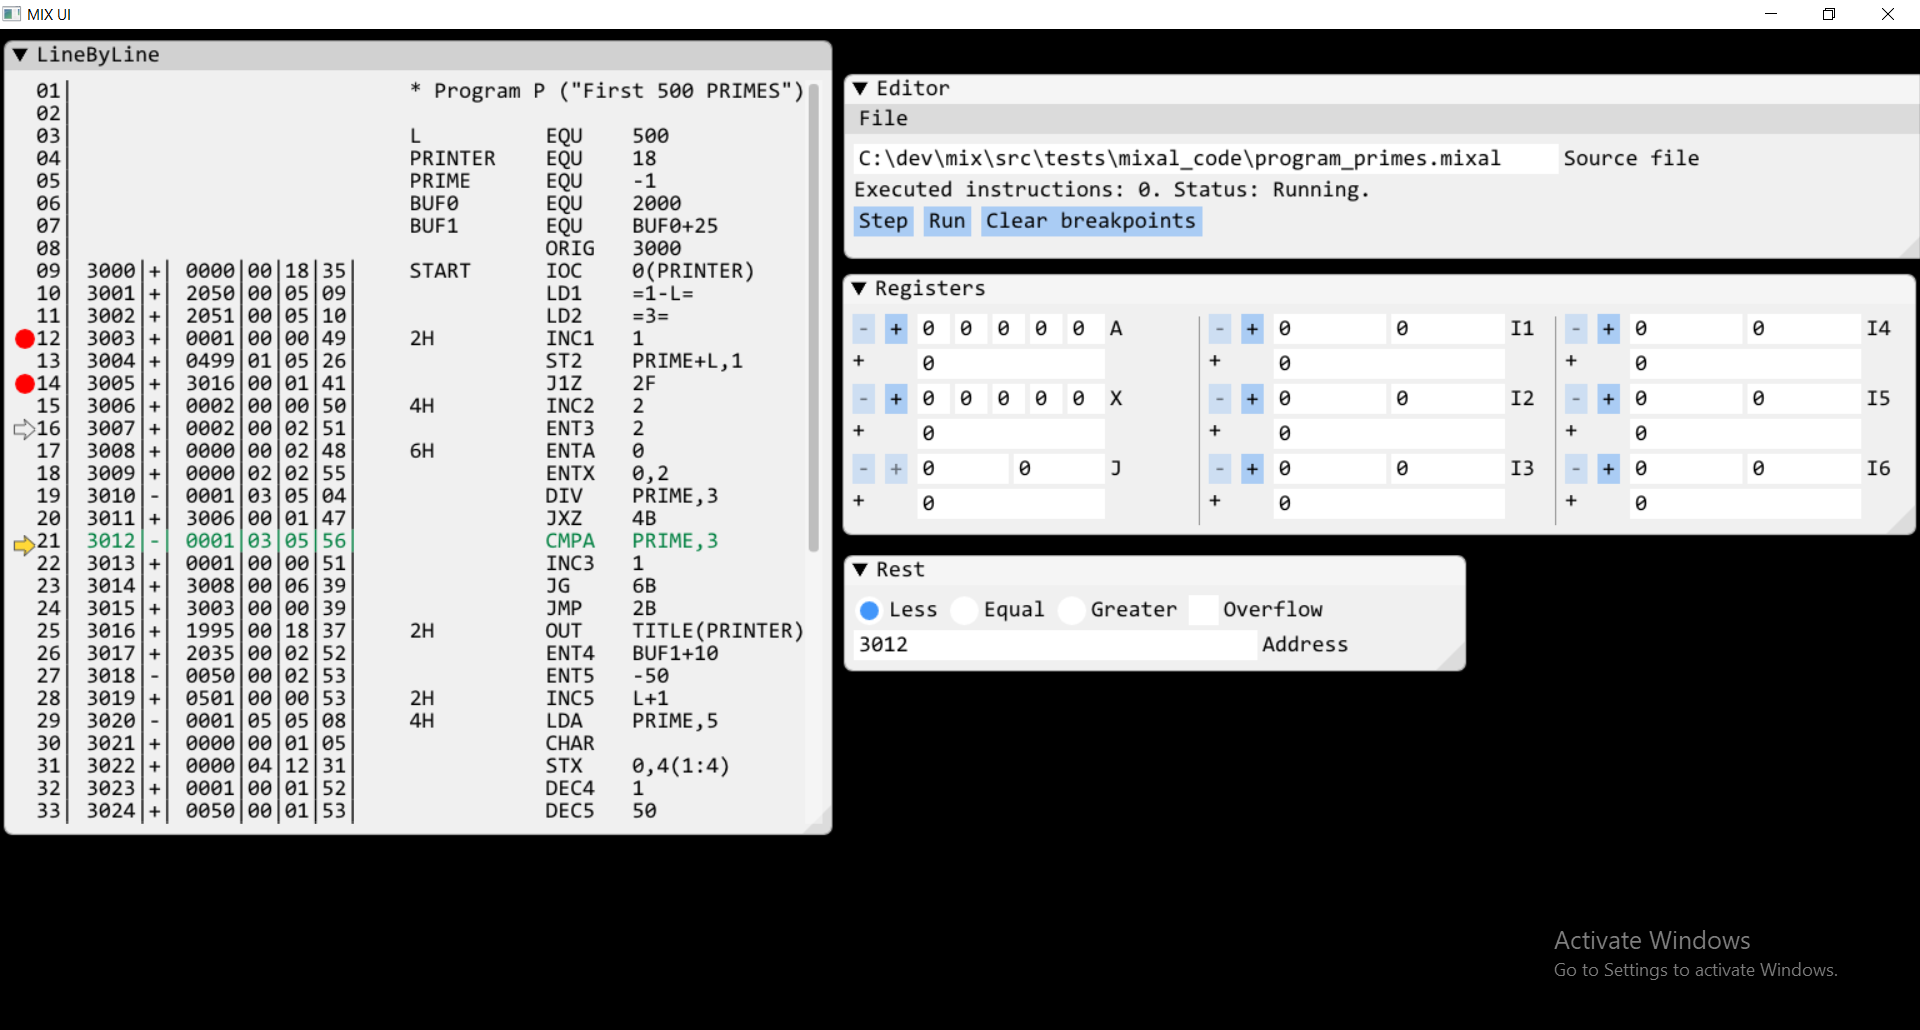 MIX UI
LineByLine
01 * Program P ("First 500 PRIMES")
02
03 L EQU 500
04 PRINTER EQU 18
05 PRIME EQU -1
06 BUF0 EQU 2000
07 BUF1 EQU BUF0+25
08 ORIG 3000
09 3000 + 0000 00 18 35 START IOC 0(PRINTER)
10 3001 + 2050 00 05 09 LD1 =1-L=
11 3002 + 2051 00 05 10 LD2 =3=
12 3003 + 0001 00 00 49 2H INC1 1
13 3004 + 0499 01 05 26 ST2 PRIME+L,1
14 3005 + 3016 00 01 41 J1Z 2F
15 3006 + 0002 00 00 50 4H INC2 2
16 3007 + 0002 00 02 51 ENT3 2
17 3008 + 0000 00 02 48 6H ENTA 0
18 3009 + 0000 02 02 55 ENTX 0,2
19 3010 - 0001 03 05 04 DIV PRIME,3
20 3011 + 3006 00 01 47 JXZ 4B
21 3012 - 0001 03 05 56 CMPA PRIME,3
22 3013 + 0001 00 00 51 INC3 1
23 3014 + 3008 00 06 39 JG 6B
24 3015 + 3003 00 00 39 JMP 2B
25 3016 + 1995 00 18 37 2H OUT TITLE(PRINTER)
26 3017 + 2035 00 02 52 ENT4 BUF1+10
27 3018 - 0050 00 02 53 ENT5 -50
28 3019 + 0501 00 00 53 2H INC5 L+1
29 3020 - 0001 05 05 08 4H LDA PRIME,5
30 3021 + 0000 00 01 05 CHAR
31 3022 + 0000 04 12 31 STX 0,4(1:4)
32 3023 + 0001 00 01 52 DEC4 1
33 3024 + 0050 00 01 53 DEC5 50
Editor
File
C:\dev\mix\src\tests\mixal_code\program_primes.mixal Source file
Executed instructions: 0. Status: Running.
Step Run Clear breakpoints
Registers
- + 0 0 0 0 0 A - + 0 0 I1 - + 0 0 I4
+ 0 + 0 + 0
- + 0 0 0 0 0 X - + 0 0 I2 - + 0 0 I5
+ 0 + 0 + 0
- + 0 0 J - + 0 0 I3 - + 0 0 I6
+ 0 + 0 + 0
Rest
Less Equal Greater Overflow
3012 Address
Activate Windows
Go to Settings to activate Windows.